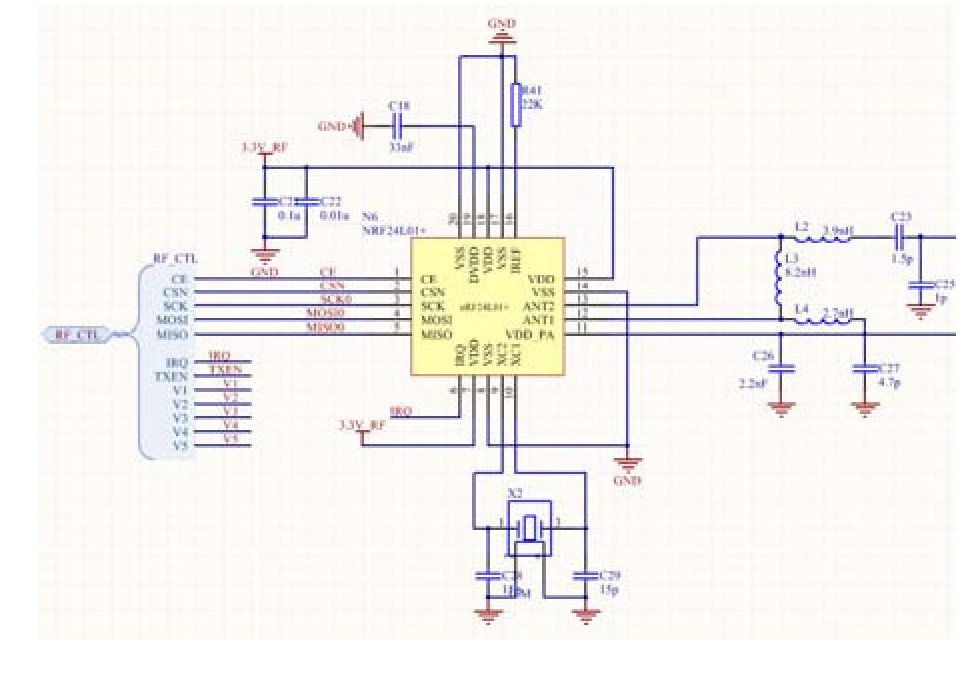 GND
R41
22K
C18
GND
33nF
3.3V_RF
C22
0.1u
0.01u
N6
NRF24L01+
20
19
18
17
16
VSS
DVDD
VDD
VSS
IREF
RF_CTL
GND
CE
CE
1
CE
VDD
15
CSN
CSN
2
CSN
VSS
14
SCK
SCK0
3
SCK
nRF24L01+
ANT2
13
MOSI
MOSI0
4
MOSI
ANT1
12
RF_CTL
MISO
MISO0
5
MISO
VDD_PA
11
L2
3.9nH
C23
1.5p
L3
8.2nH
C25
1p
L4
2.7nH
C26
2.2nF
C27
4.7p
IRQ
VDD
VSS
XC2
XC1
6
7
8
9
10
IRQ
IRQ
TXEN
TXEN
V1
V1
V2
V2
V3
V3
V4
V4
V5
V5
IRQ
3.3V_RF
GND
X2
1
C29
15p